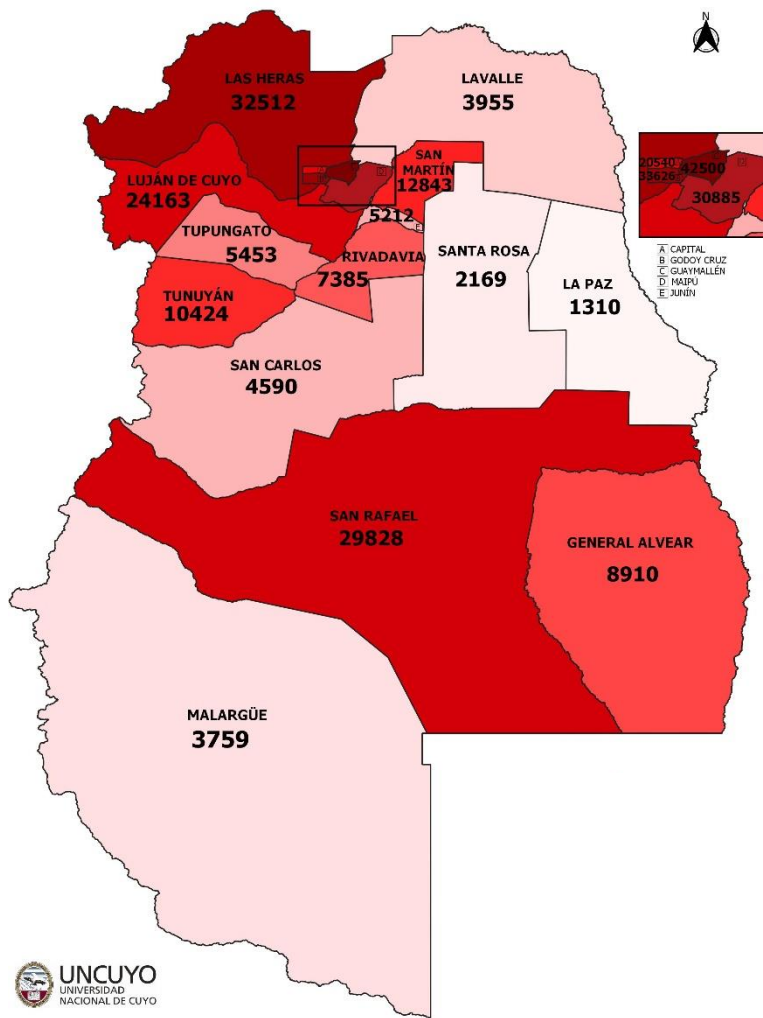 N
LAS HERAS
32512
LAVALLE
3955
SAN
MARTÍN
12843
LUJÁN DE CUYO
24163
5212
E
TUPUNGATO
5453
RIVADAVIA
7385
SANTA ROSA
2169
LA PAZ
1310
TUNUYÁN
10424
SAN CARLOS
4590
20540
33626
42500
30885
A CAPITAL
B GODOY CRUZ
C GUAYMALLÉN
D MAIPÚ
E JUNÍN
SAN RAFAEL
29828
GENERAL ALVEAR
8910
MALARGÜE
3759
UNCUYO
UNIVERSIDAD
NACIONAL DE CUYO